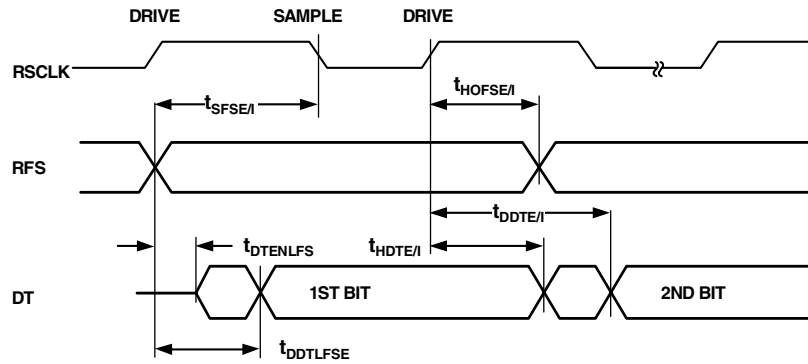 DRIVE SAMPLE DRIVE
RSCLK
tSFSE/I
tHOFSE/I
RFS
tDDTE/I
tDTENLFS
tHDTE/I
DT
1ST BIT
2ND BIT
tDDTLFSE